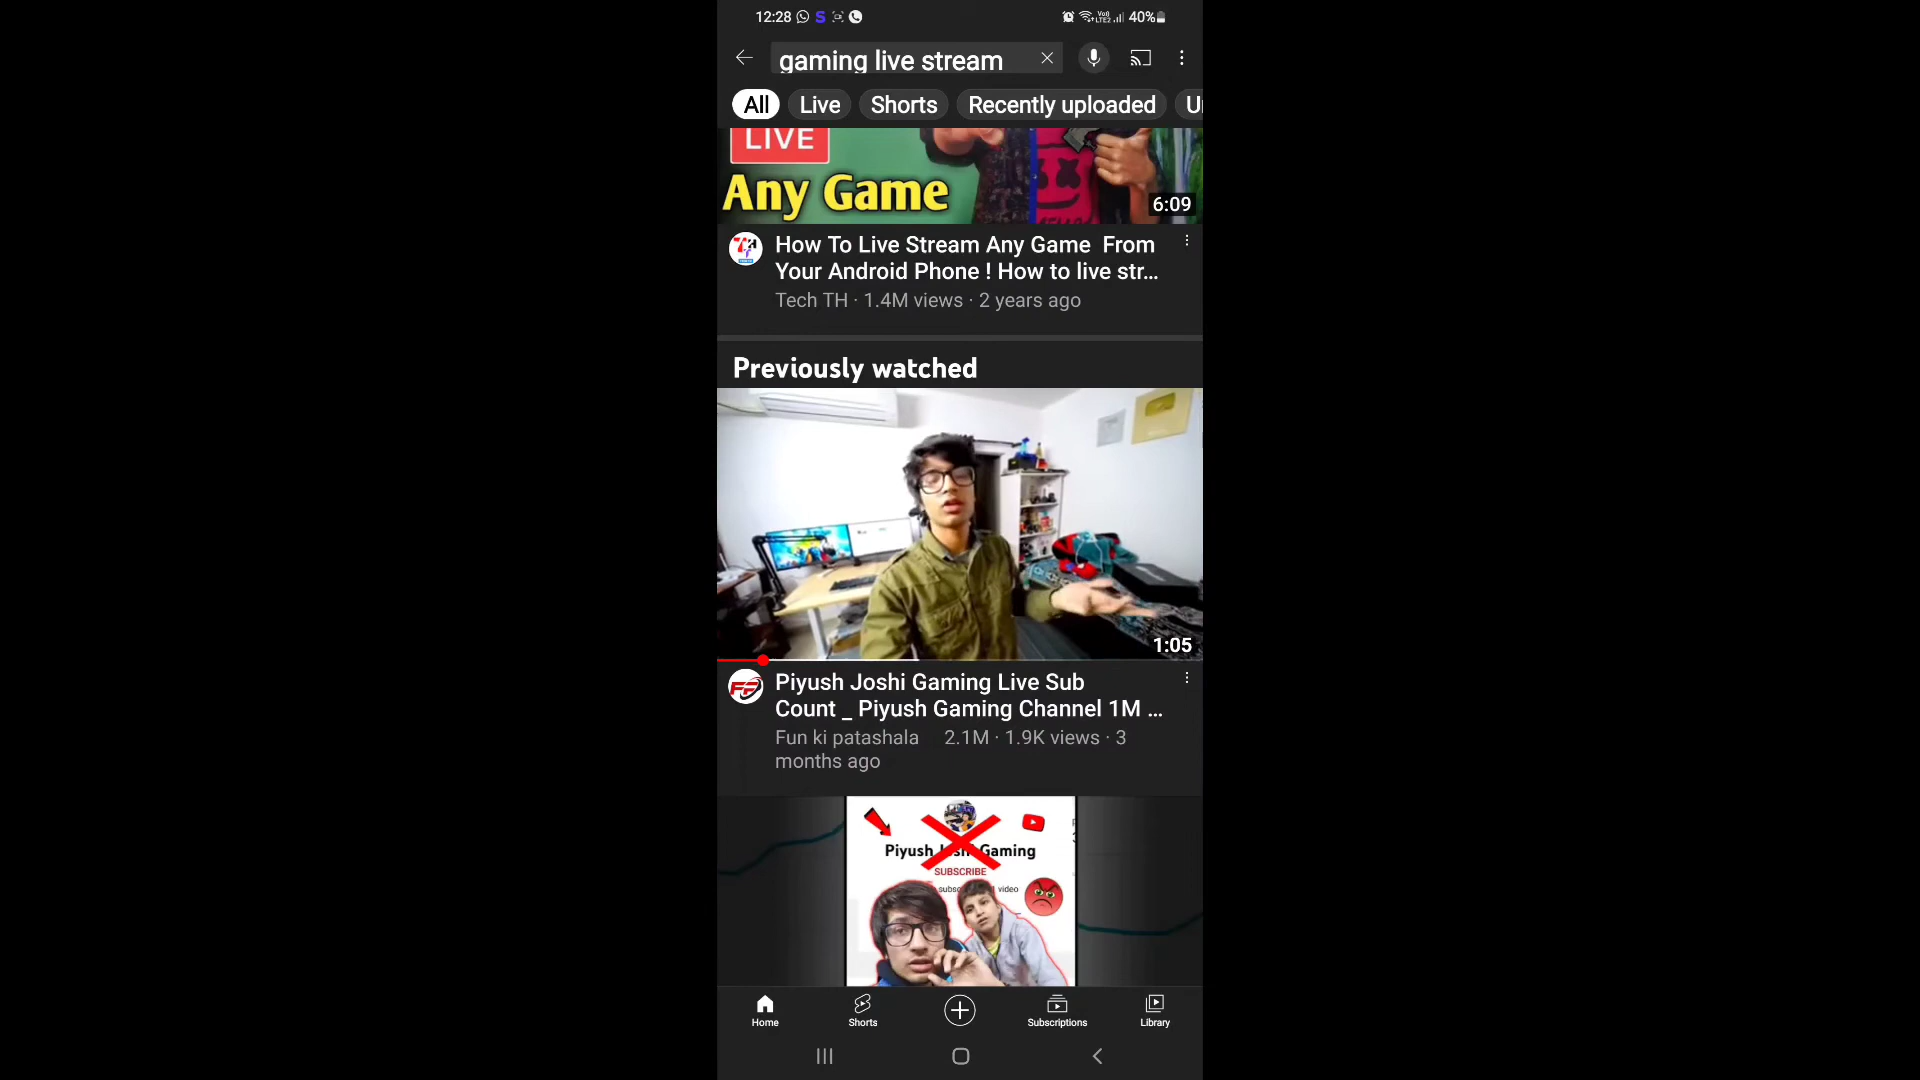 12:28 S Vo) LTE2 40%
gaming live stream
All Live Shorts Recently uploaded
LIVE
Any Game
6:09
How To Live Stream Any Game From
Your Android Phone ! How to live str...
Tech TH · 1.4M views · 2 years ago
Previously watched
1:05
Piyush Joshi Gaming Live Sub
Count _ Piyush Gaming Channel 1M ...
Fun ki patashala 2.1M · 1.9K views · 3
months ago
Piyush Joshi Gaming
SUBSCRIBE
video
Home Shorts Subscriptions Library